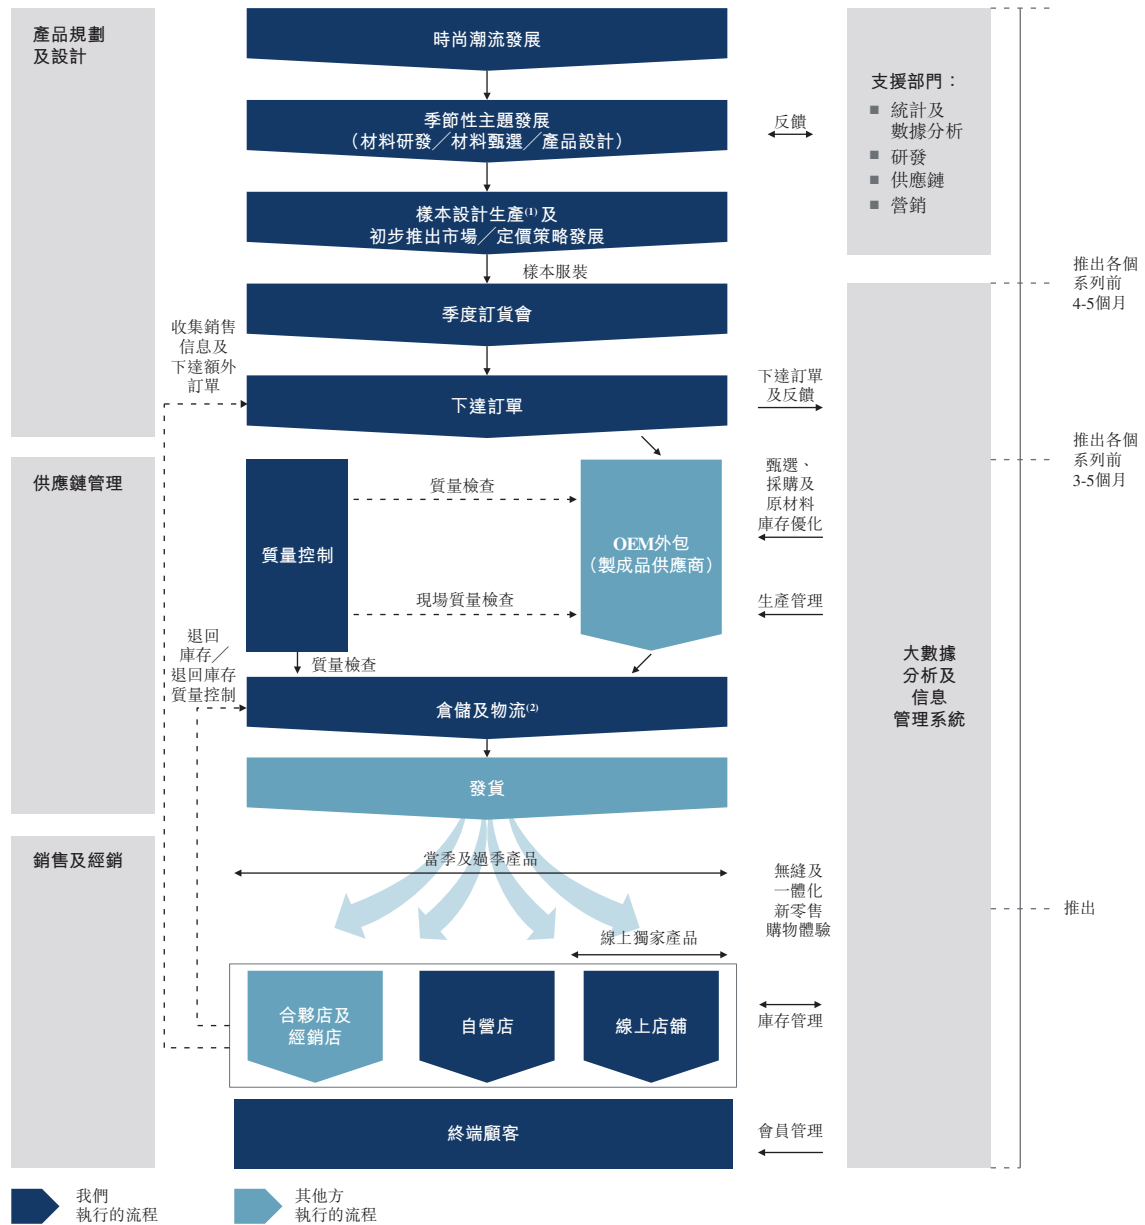 產品規劃
及設計
時尚潮流發展
季節性主題發展
(材料研發／材料甄選／產品設計)
反饋
支援部門：
■ 統計及
數據分析
■ 研發
■ 供應鏈
■ 營銷
樣本設計生產(1)及
初步推出市場／定價策略發展
樣本服裝
推出各個
系列前
4-5個月
季度訂貨會
收集銷售
信息及
下達額外
訂單
下達訂單
下達訂單
及反饋
推出各個
系列前
3-5個月
供應鏈管理
質量控制
質量檢查
OEM外包
(製成品供應商)
甄選、
採購及
原材料
庫存優化
現場質量檢查
生產管理
退回
庫存／
退回庫存
質量控制
質量檢查
大數據
分析及
信息
管理系統
倉儲及物流(2)
發貨
銷售及經銷
當季及過季產品
無縫及
一體化
新零售
購物體驗
推出
線上獨家產品
合夥店及
經銷店
自營店
線上店舖
庫存管理
終端顧客
會員管理
我們
執行的流程
其他方
執行的流程